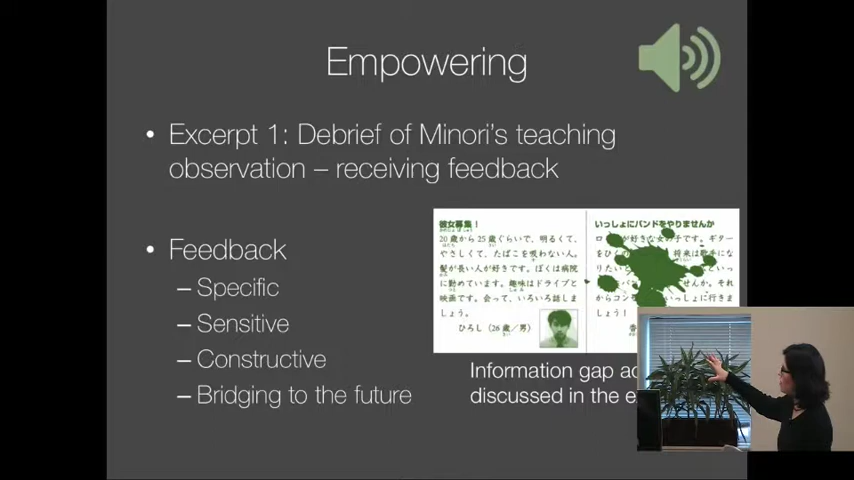 Empowering
• Excerpt 1: Debrief of Minori's teaching
observation – receiving feedback
• Feedback
– Specific
– Sensitive
– Constructive
– Bridging to the future
彼女募集!
20歳から25歳ぐらいで、明るくて、
やさしくて、たばこを吸わない人。
髪が長い人が好きです。ぼくは病院
に勤めています。趣味はドライブと
映画です。会って、いろいろ話しま
しょう。
ひろし(26歳/男)
いっしょにバンドをやりませんか
Information gap
discussed in the